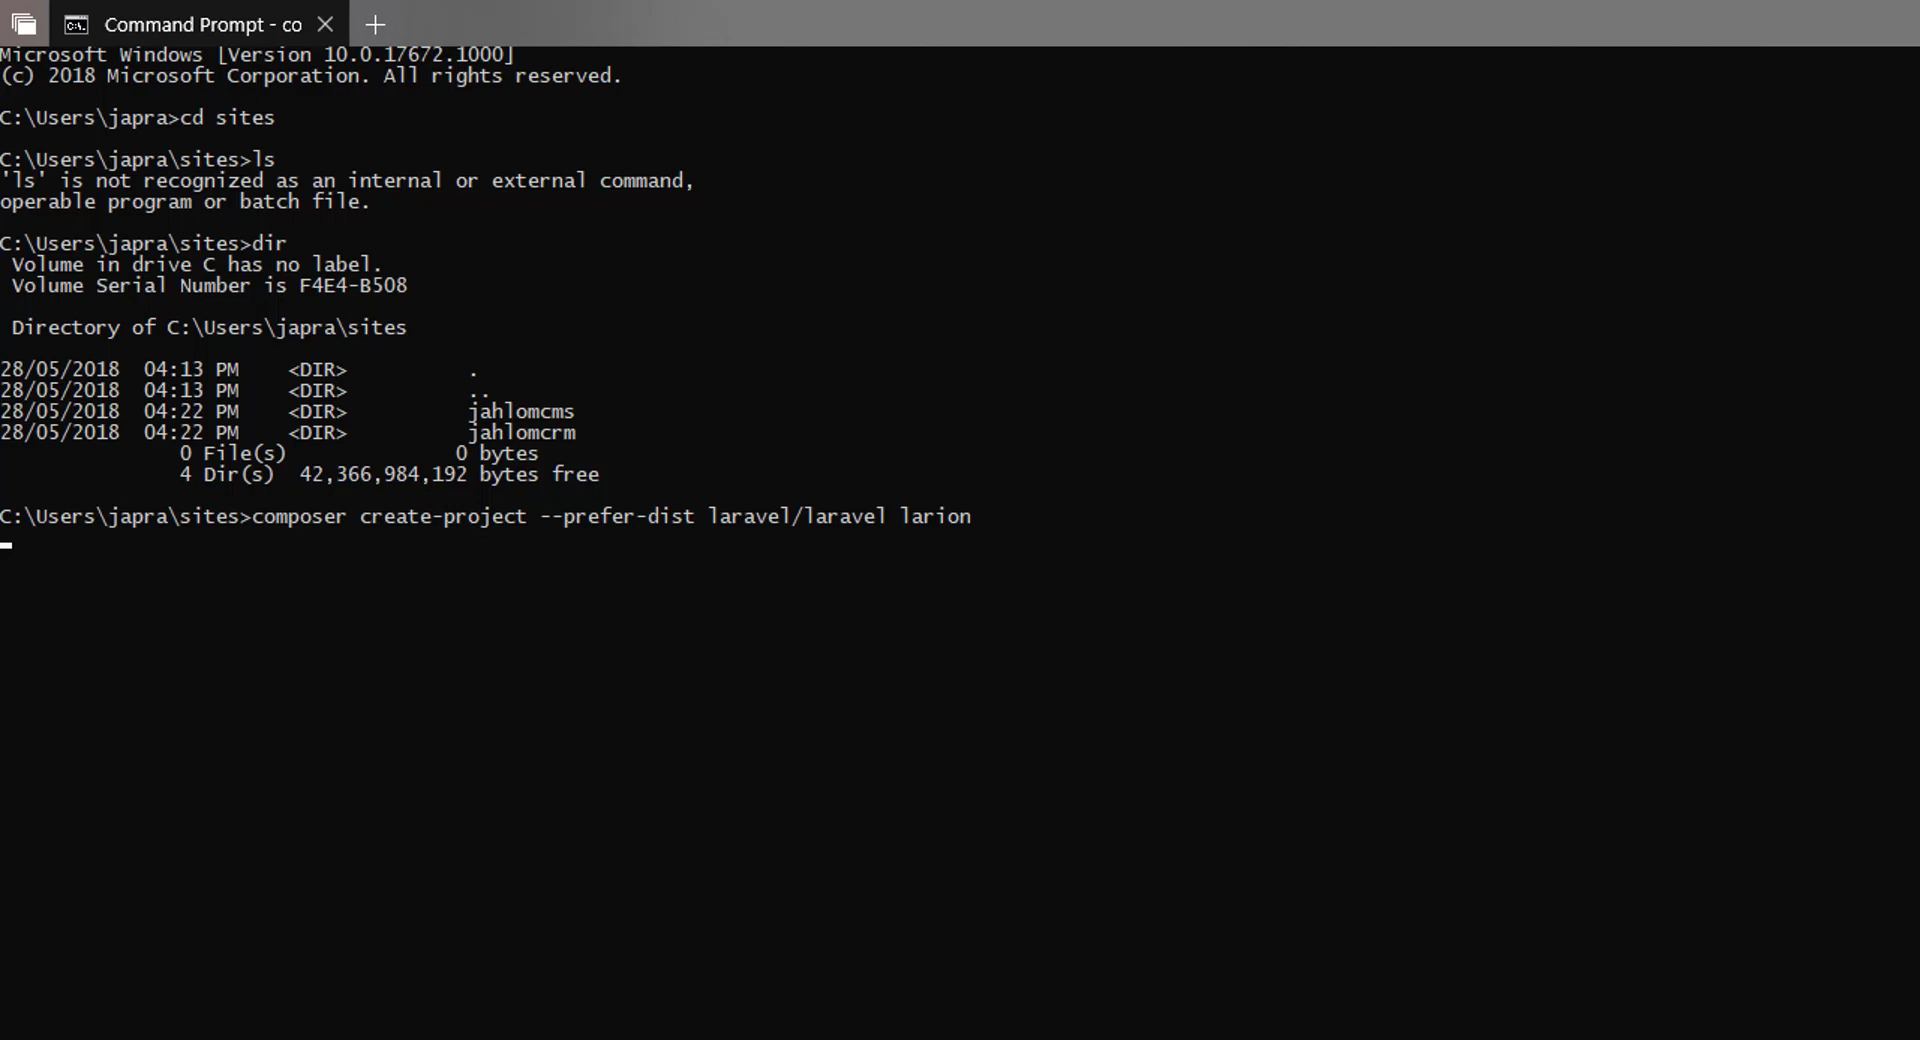 Command Prompt - co
Microsoft Windows [Version 10.0.17672.1000]
(c) 2018 Microsoft Corporation. All rights reserved.
C:\Users\japra>cd sites
C:\Users\japra\sites>ls
'ls' is not recognized as an internal or external command,
operable program or batch file.
C:\Users\japra\sites>dir
Volume in drive C has no label.
Volume Serial Number is F4E4-B508
Directory of C:\Users\japra\sites
28/05/2018  04:13 PM    <DIR>          .
28/05/2018  04:13 PM    <DIR>          ..
28/05/2018  04:22 PM    <DIR>          jahlomcms
28/05/2018  04:22 PM    <DIR>          jahlomcrm
0 File(s)              0 bytes
4 Dir(s)  42,366,984,192 bytes free
C:\Users\japra\sites>composer create-project --prefer-dist laravel/laravel larion